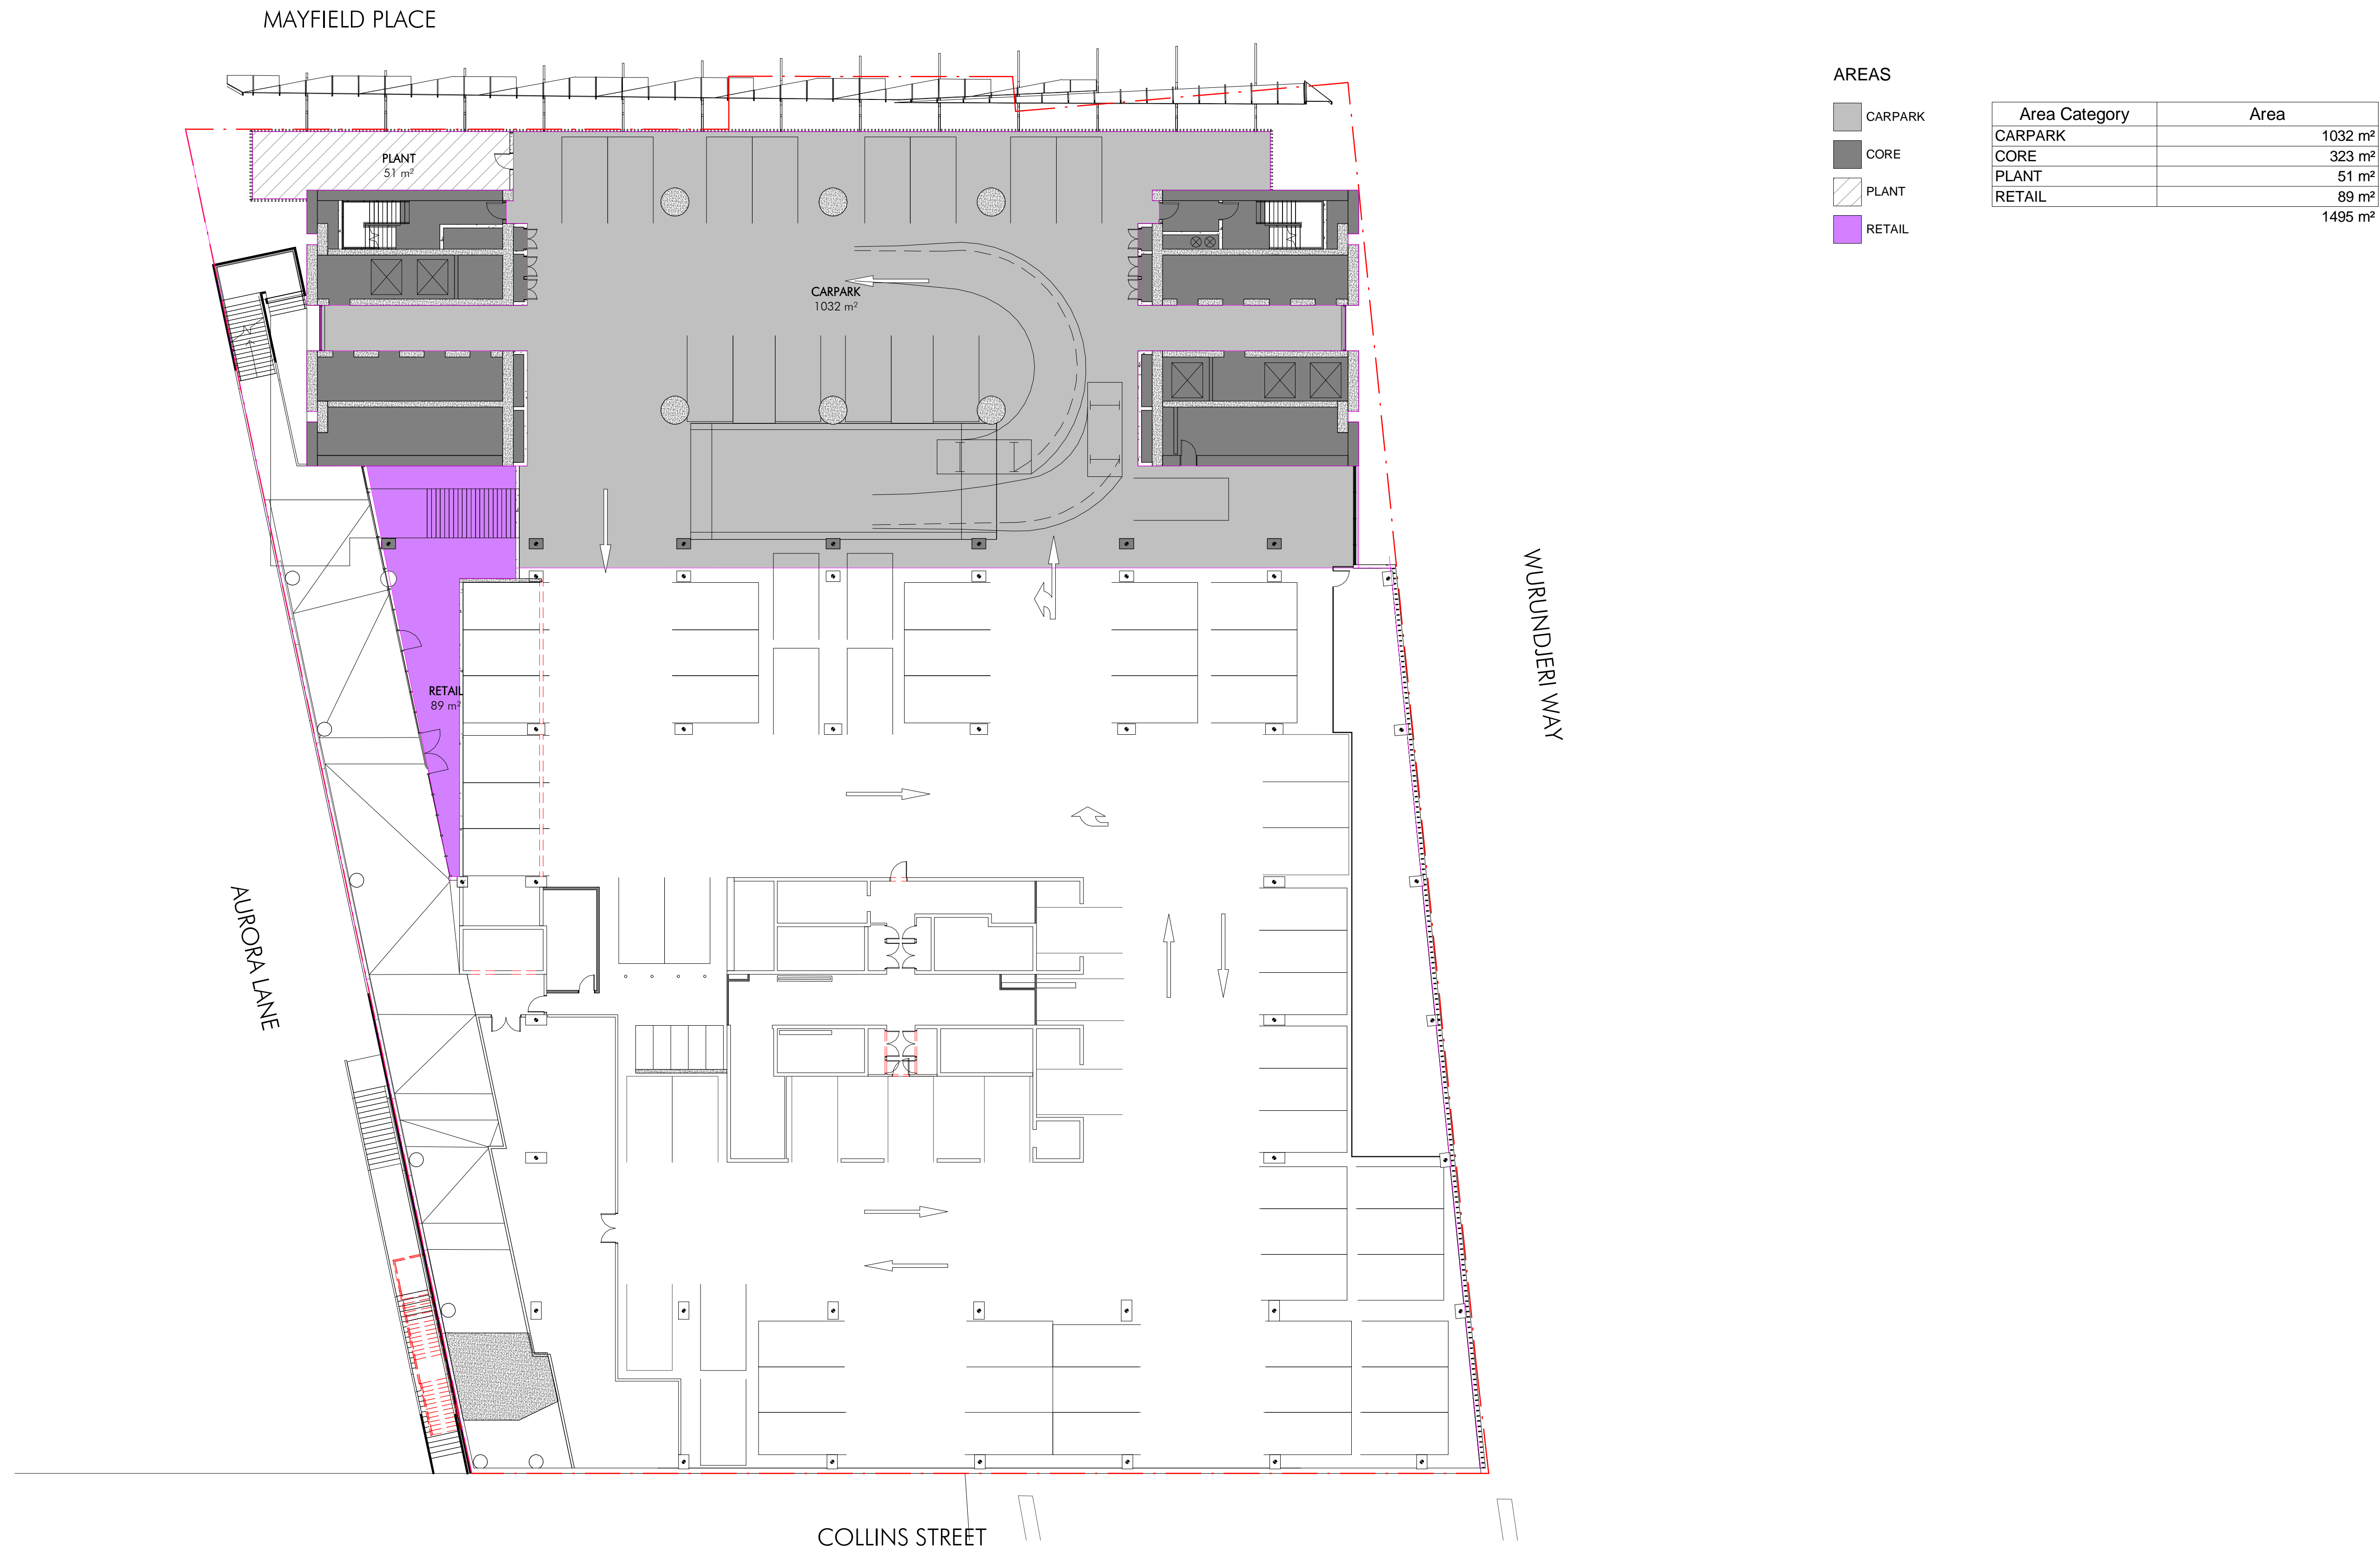 MAYFIELD PLACE
AREAS
CARPARK
CORE
PLANT
RETAIL
Area Category Area
CARPARK 1032 m²
CORE 323 m²
PLANT 51 m²
RETAIL 89 m²
1495 m²
PLANT
51 m²
CARPARK
1032 m²
WURUNDJERI WAY
RETAIL
89 m²
AURORA LANE
COLLINS STREET